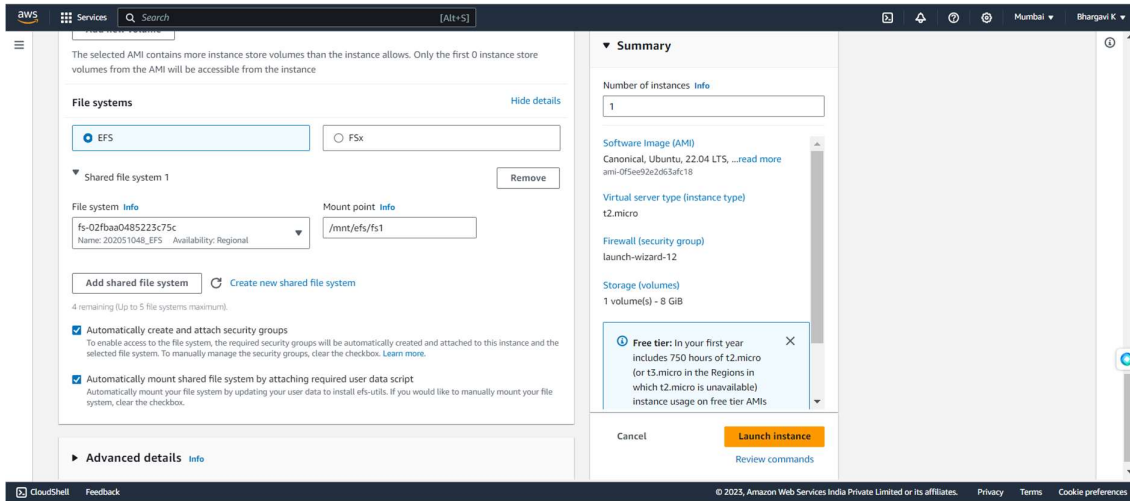 aws
Services
Search
[Alt+S]
Mumbai
Bhargavi K
Add new volume
The selected AMI contains more instance store volumes than the instance allows. Only the first 0 instance store
volumes from the AMI will be accessible from the instance
File systems
Hide details
EFS
FSx
Shared file system 1
Remove
File system Info
Mount point Info
fs-02fbaa0485223c75c
Name: 202051048_EFS Availability: Regional
/mnt/efs/fs1
Add shared file system
Create new shared file system
4 remaining (Up to 5 file systems maximum).
Automatically create and attach security groups
To enable access to the file system, the required security groups will be automatically created and attached to this instance and the
selected file system. To manually manage the security groups, clear the checkbox. Learn more.
Automatically mount shared file system by attaching required user data script
Automatically mount your file system by updating your user data to install efs-utils. If you would like to manually mount your file
system, clear the checkbox.
Advanced details Info
Summary
Number of instances Info
1
Software Image (AMI)
Canonical, Ubuntu, 22.04 LTS, ...read more
ami-0f5ee92e2d63afc18
Virtual server type (instance type)
t2.micro
Firewall (security group)
launch-wizard-12
Storage (volumes)
1 volume(s) - 8 GiB
Free tier: In your first year
includes 750 hours of t2.micro
(or t3.micro in the Regions in
which t2.micro is unavailable)
instance usage on free tier AMIs
Cancel
Launch instance
Review commands
CloudShell
Feedback
© 2023, Amazon Web Services India Private Limited or its affiliates.
Privacy
Terms
Cookie preferences